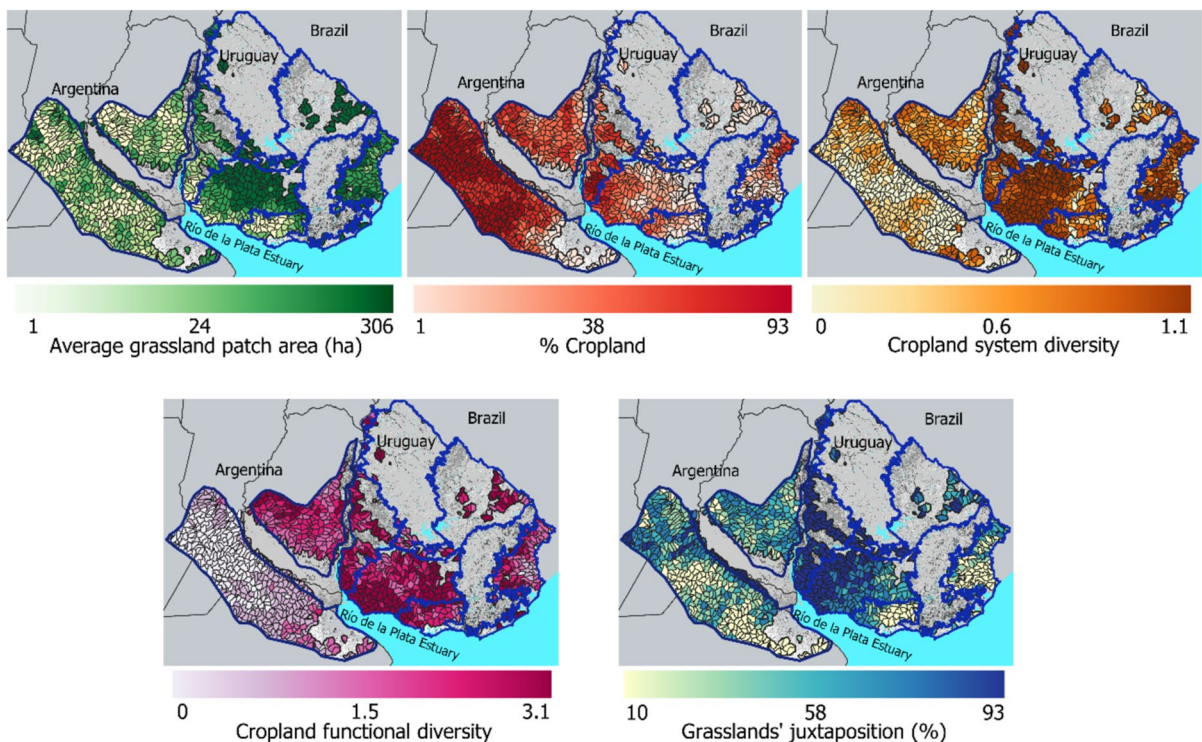 Brazil
Uruguay
Argentina
Río de la Plata Estuary
1 24 306
Average grassland patch area (ha)
Brazil
Uruguay
Argentina
Río de la Plata Estuary
1 38 93
% Cropland
Brazil
Uruguay
Argentina
Río de la Plata Estuary
0 0.6 1.1
Cropland system diversity
Brazil
Uruguay
Argentina
Río de la Plata Estuary
0 1.5 3.1
Cropland functional diversity
Brazil
Uruguay
Argentina
Río de la Plata Estuary
10 58 93
Grasslands' juxtaposition (%)